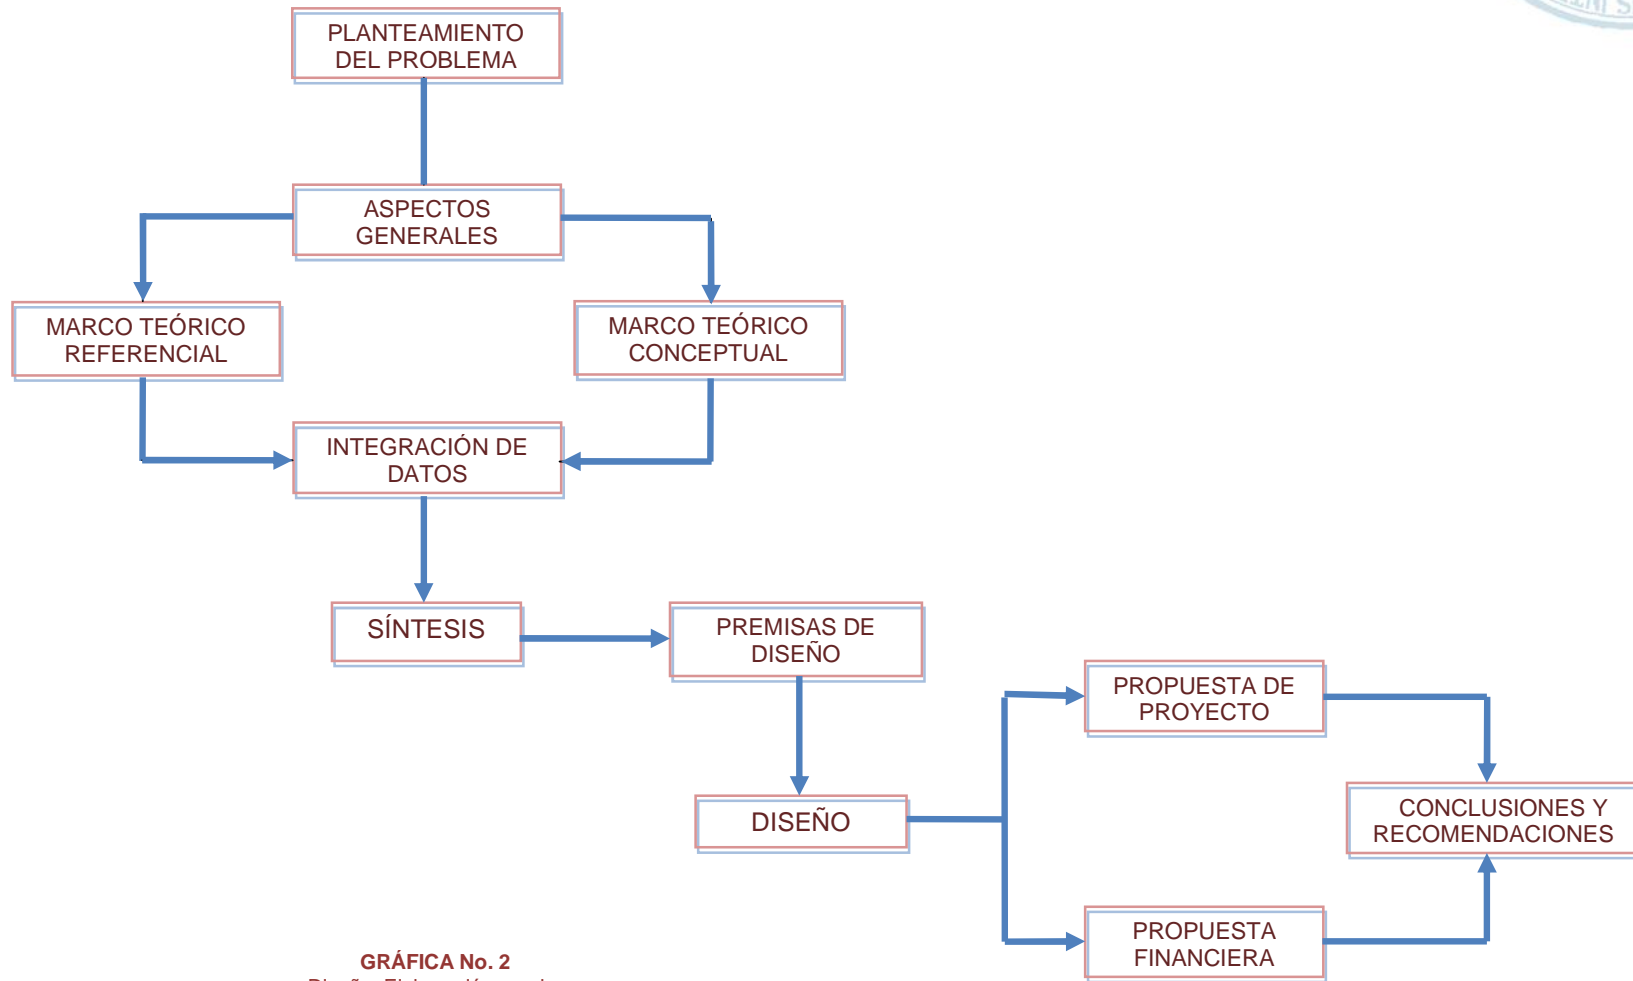 PLANTEAMIENTO
DEL PROBLEMA
ASPECTOS
GENERALES
MARCO TEÓRICO
REFERENCIAL
MARCO TEÓRICO
CONCEPTUAL
INTEGRACIÓN DE
DATOS
SÍNTESIS
PREMISAS DE
DISEÑO
PROPUESTA DE
PROYECTO
DISEÑO
CONCLUSIONES Y
RECOMENDACIONES
PROPUESTA
FINANCIERA
GRÁFICA No. 2